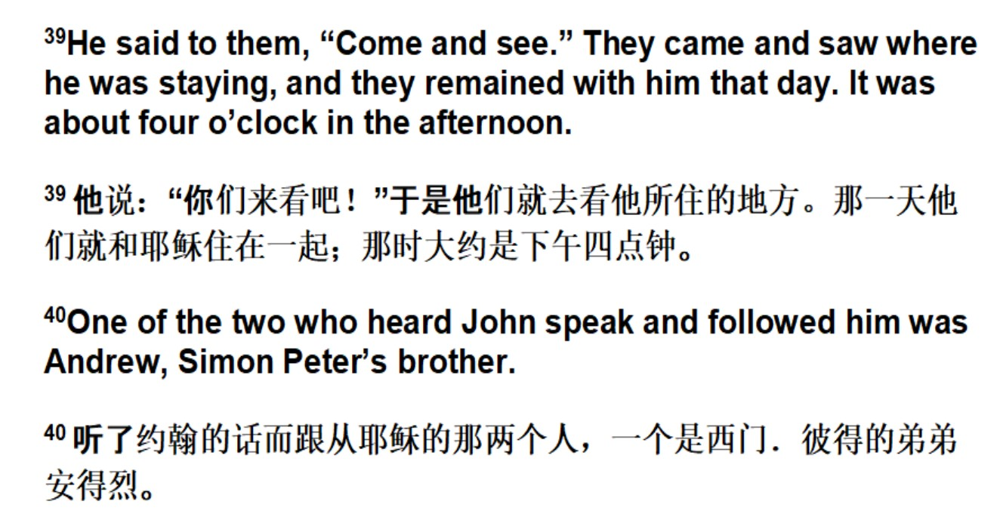 39He said to them, “Come and see.” They came and saw where
he was staying, and they remained with him that day. It was
about four o’clock in the afternoon.
39 他说：“你们来看吧！”于是他们就去看他所住的地方。那一天他
们就和耶稣住在一起；那时大约是下午四点钟。
40One of the two who heard John speak and followed him was
Andrew, Simon Peter’s brother.
40 听了约翰的话而跟从耶稣的那两个人，一个是西门．彼得的弟弟
安得烈。